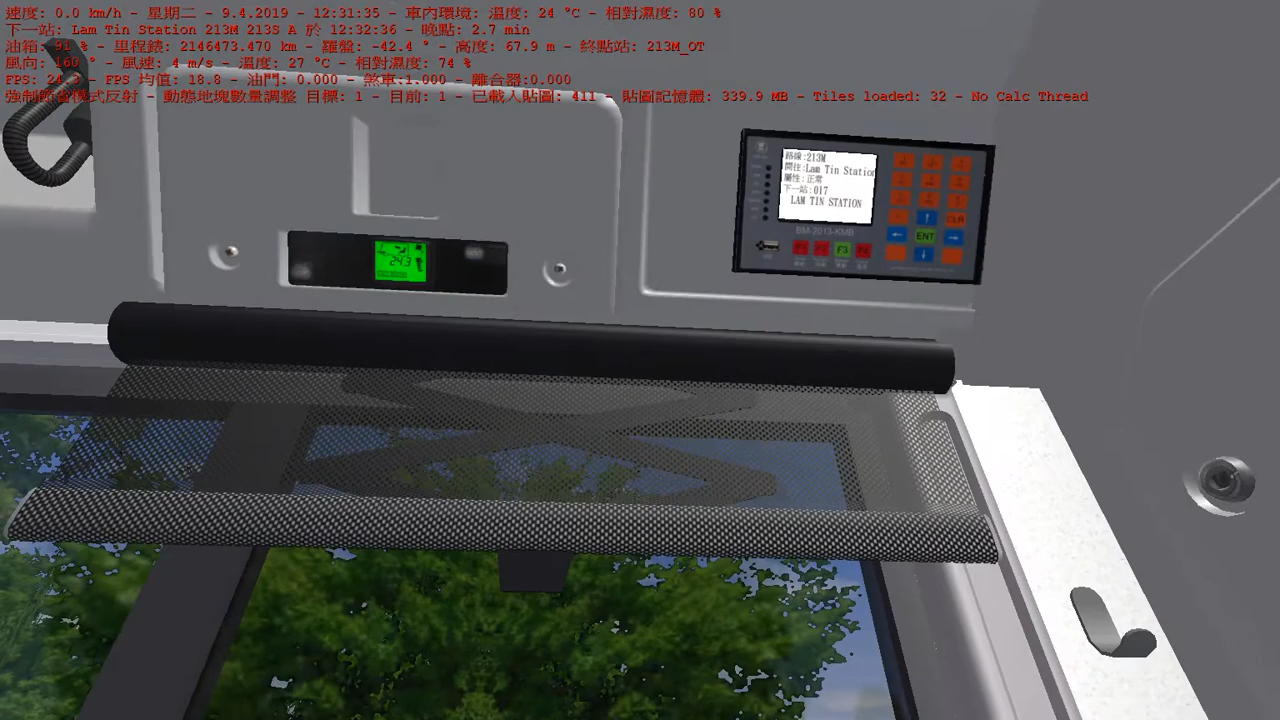 速度: 0.0 km/h - 星期二 - 9.4.2019 - 12:31:35 - 車內環境: 溫度: 24 °C - 相對濕度: 80 %
下一站: Lam Tin Station 213M 213S A 於 12:32:36 - 晚點: 2.7 min
油箱: 91 % - 里程錶: 2146473.470 km - 羅盤: -42.4 ° - 高度: 67.9 m - 終點站: 213M_OT
風向: 160 ° - 風速: 4 m/s - 溫度: 27 °C - 相對濕度: 74 %
FPS: 24.3 - FPS 均值: 18.8 - 油門: 0.000 - 煞車:1.000 - 離合器:0.000
強制節省模式反射 - 動態地塊數量調整 目標: 1 - 目前: 1 - 已載入貼圖: 411 - 貼圖記憶體: 339.9 MB - Tiles loaded: 32 - No Calc Thread
路線:213M
開往:Lam Tin Station
屬性:正常
下一站:017
LAM TIN STATION
BM-2013-KMB
CLR
ENT
F3